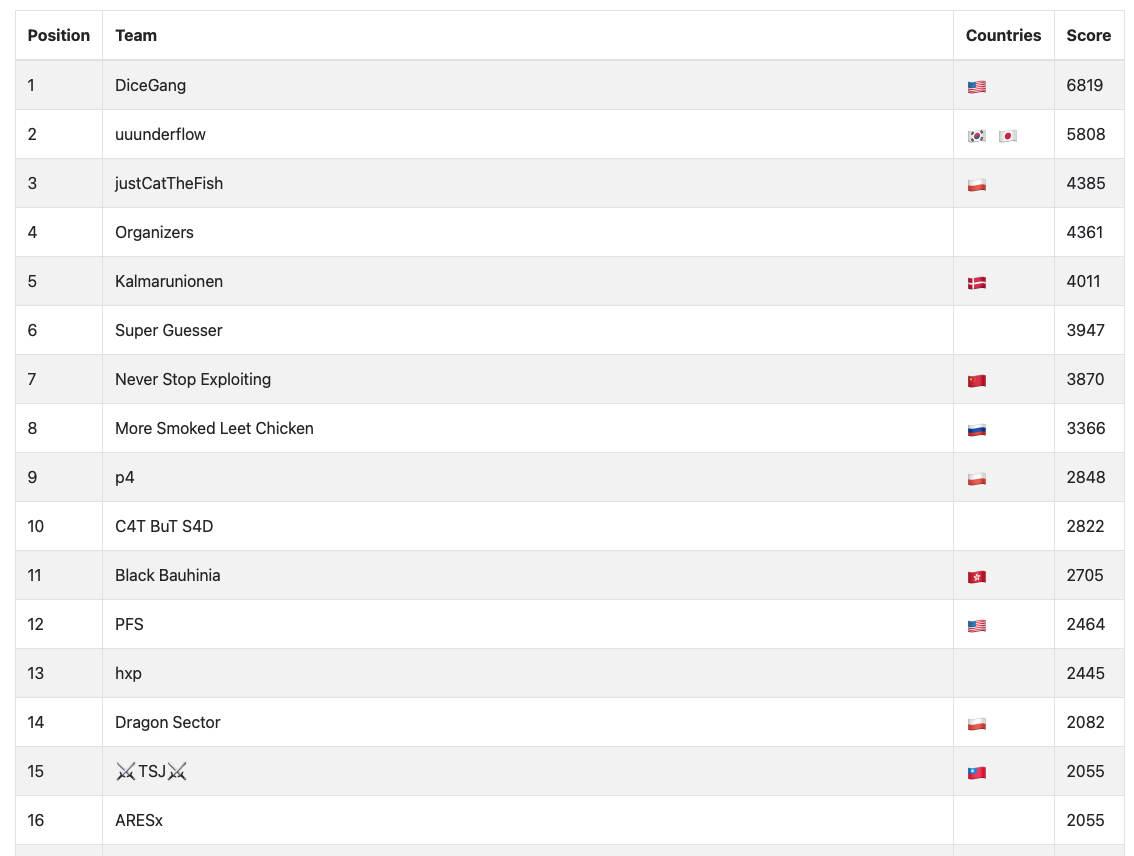 Position Team Countries Score
1 DiceGang 🇺🇸 6819
2 uuunderflow 🇰🇷 🇯🇵 5808
3 justCatTheFish 🇵🇱 4385
4 Organizers 4361
5 Kalmarunionen 🇩🇰 4011
6 Super Guesser 3947
7 Never Stop Exploiting 🇨🇳 3870
8 More Smoked Leet Chicken 🇷🇺 3366
9 p4 🇵🇱 2848
10 C4T BuT S4D 2822
11 Black Bauhinia 🇭🇰 2705
12 PFS 🇺🇸 2464
13 hxp 2445
14 Dragon Sector 🇵🇱 2082
15 ⚔️TSJ⚔️ 🇹🇼 2055
16 ARESx 2055